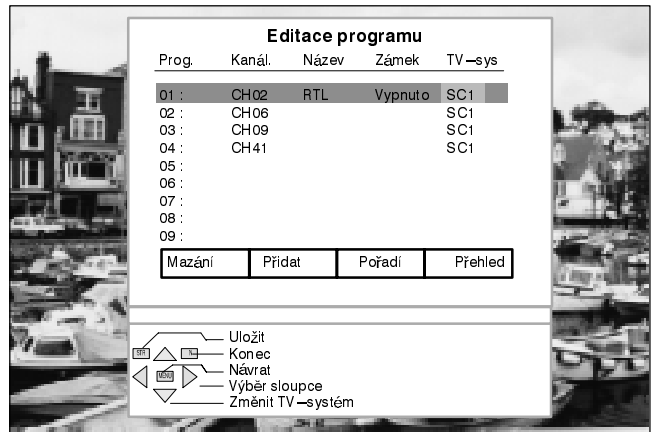 Editace programu
Prog. Kanál. Název Zámek TV–sys
01 : CH02 RTL Vypnuto SC1
02 : CH06 SC1
03 : CH09 SC1
04 : CH41 SC1
05 :
06 :
07 :
08 :
09 :
Mazání Přidat Pořadí Přehled
Uložit
STR N Konec
MENU Návrat
Výběr sloupce
Změnit TV–systém